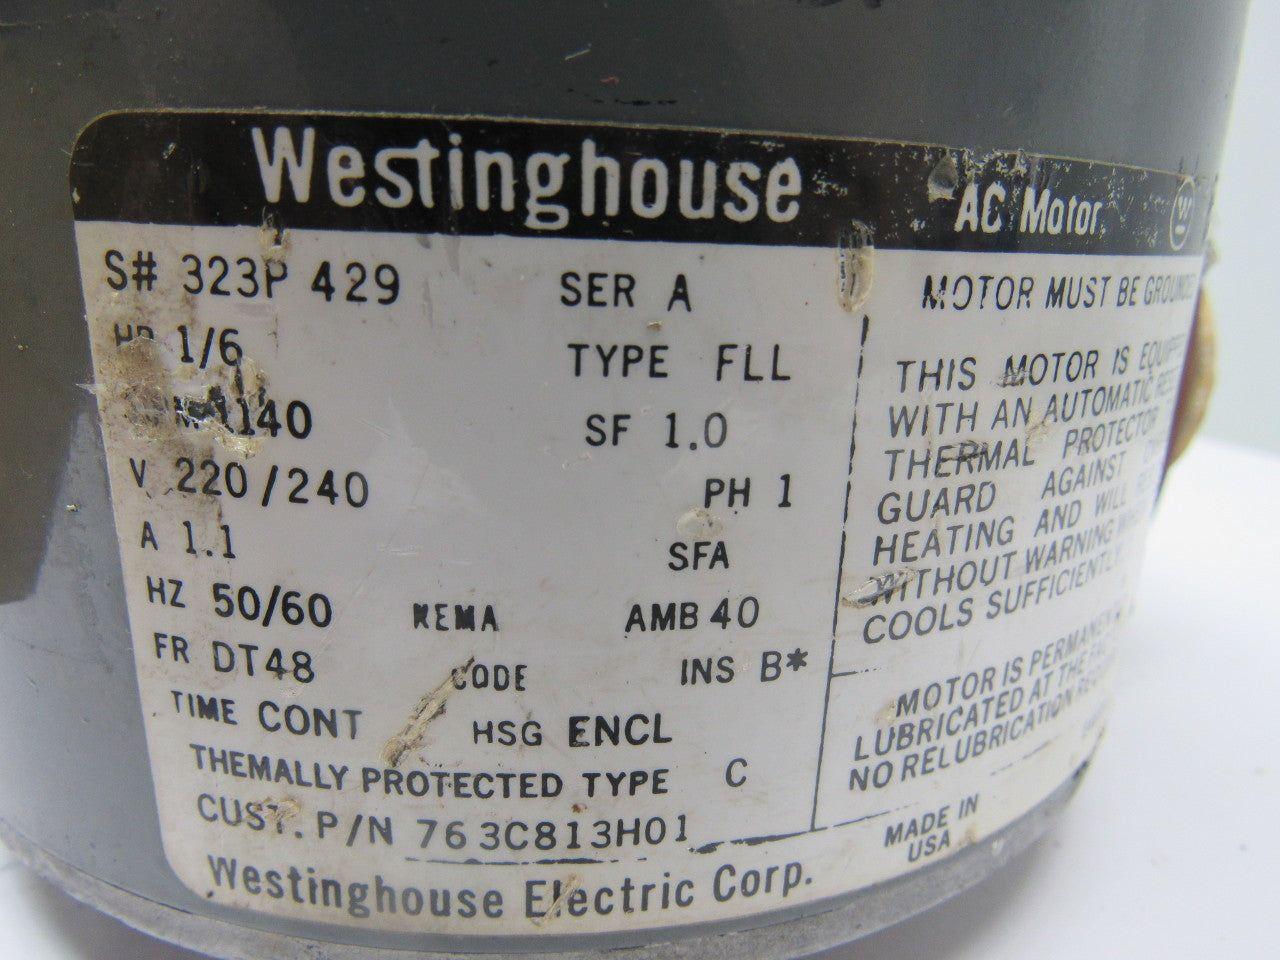 Westinghouse AC Motor
S# 323P 429 SER A
HP 1/6 TYPE FLL
1140 SF 1.0
V 220/240 PH 1
A 1.1 SFA
HZ 50/60 NEMA AMB 40
FR DT48 CODE INS B*
TIME CONT HSG ENCL
THEMALLY PROTECTED TYPE C
CUST. P/N 763C813H01
Westinghouse Electric Corp.
MOTOR MUST BE
THIS MOTOR IS
WITH AN AUTOMATIC
THERMAL PROTECTOR
GUARD AGAINST
HEATING AND WILL
WITHOUT WARNING
COOLS SUFFICIENTLY
MOTOR IS
LUBRICATED AT THE
NO RELUBRICATION
MADE IN
USA